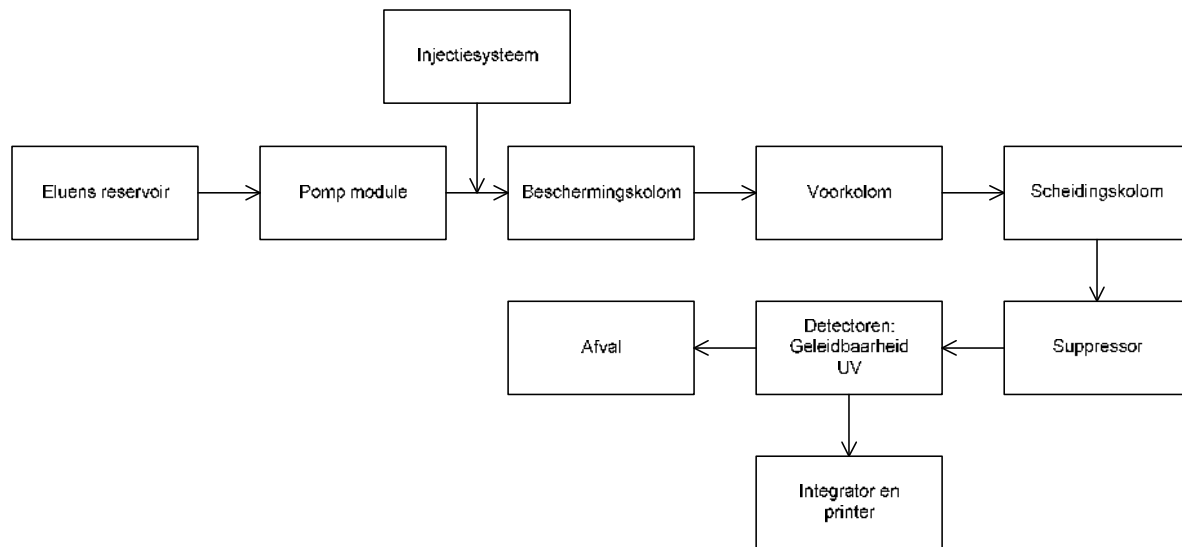 Injectiesysteem
Eluens reservoir
Pomp module
Beschermingskolom
Voorkolom
Scheidingskolom
Afval
Detectoren:
Geleidbaarheid
UV
Suppressor
Integrator en
printer